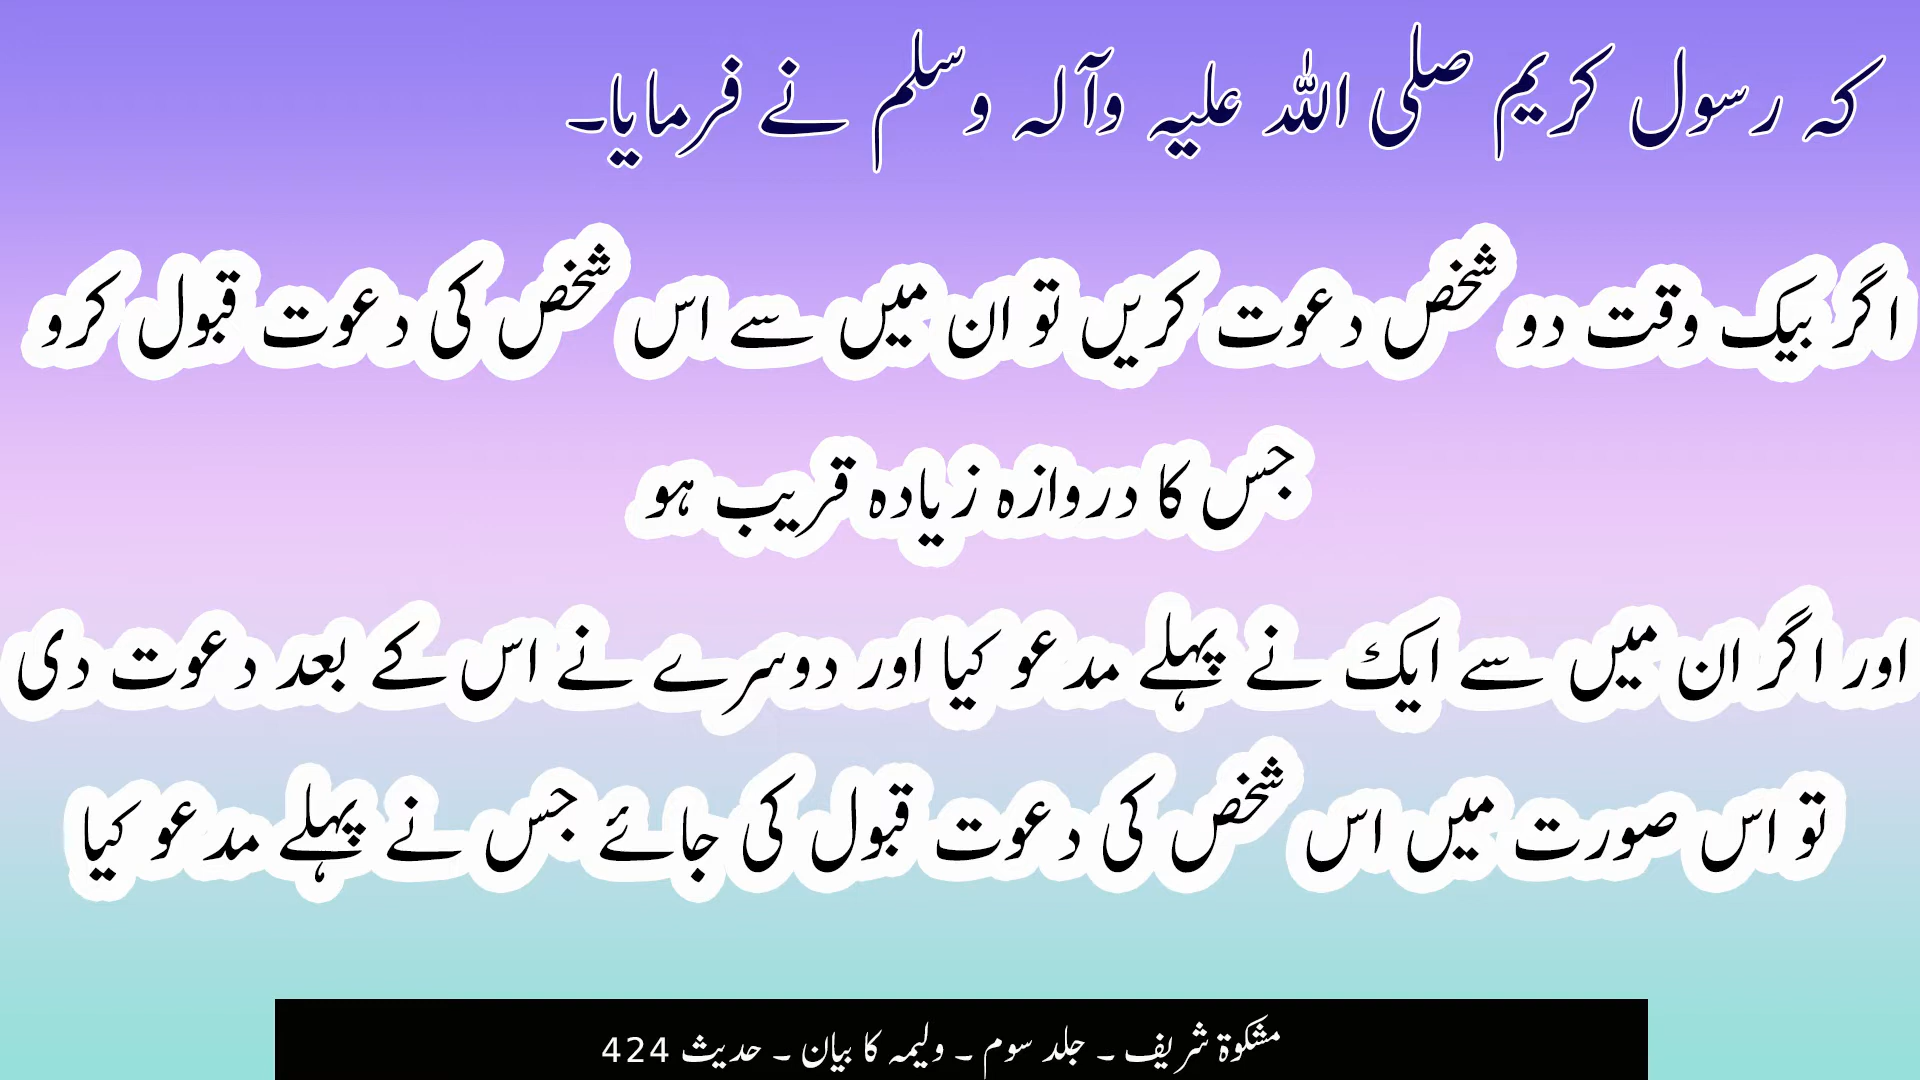 کہ رسول کریم صلی اللہ علیہ وآلہ وسلم نے فرمایا۔
اگر بیک وقت دو شخص دعوت کریں تو ان میں سے اس شخص کی دعوت قبول کرو
جس کا دروازہ زیادہ قریب ہو
اور اگر ان میں سے ایک نے پہلے مدعو کیا اور دوسرے نے اس کے بعد دعوت دی
تو اس صورت میں اس شخص کی دعوت قبول کی جائے جس نے پہلے مدعو کیا
مشکوۃ شریف ۔ جلد سوم ۔ ولیمہ کا بیان ۔ حدیث 424